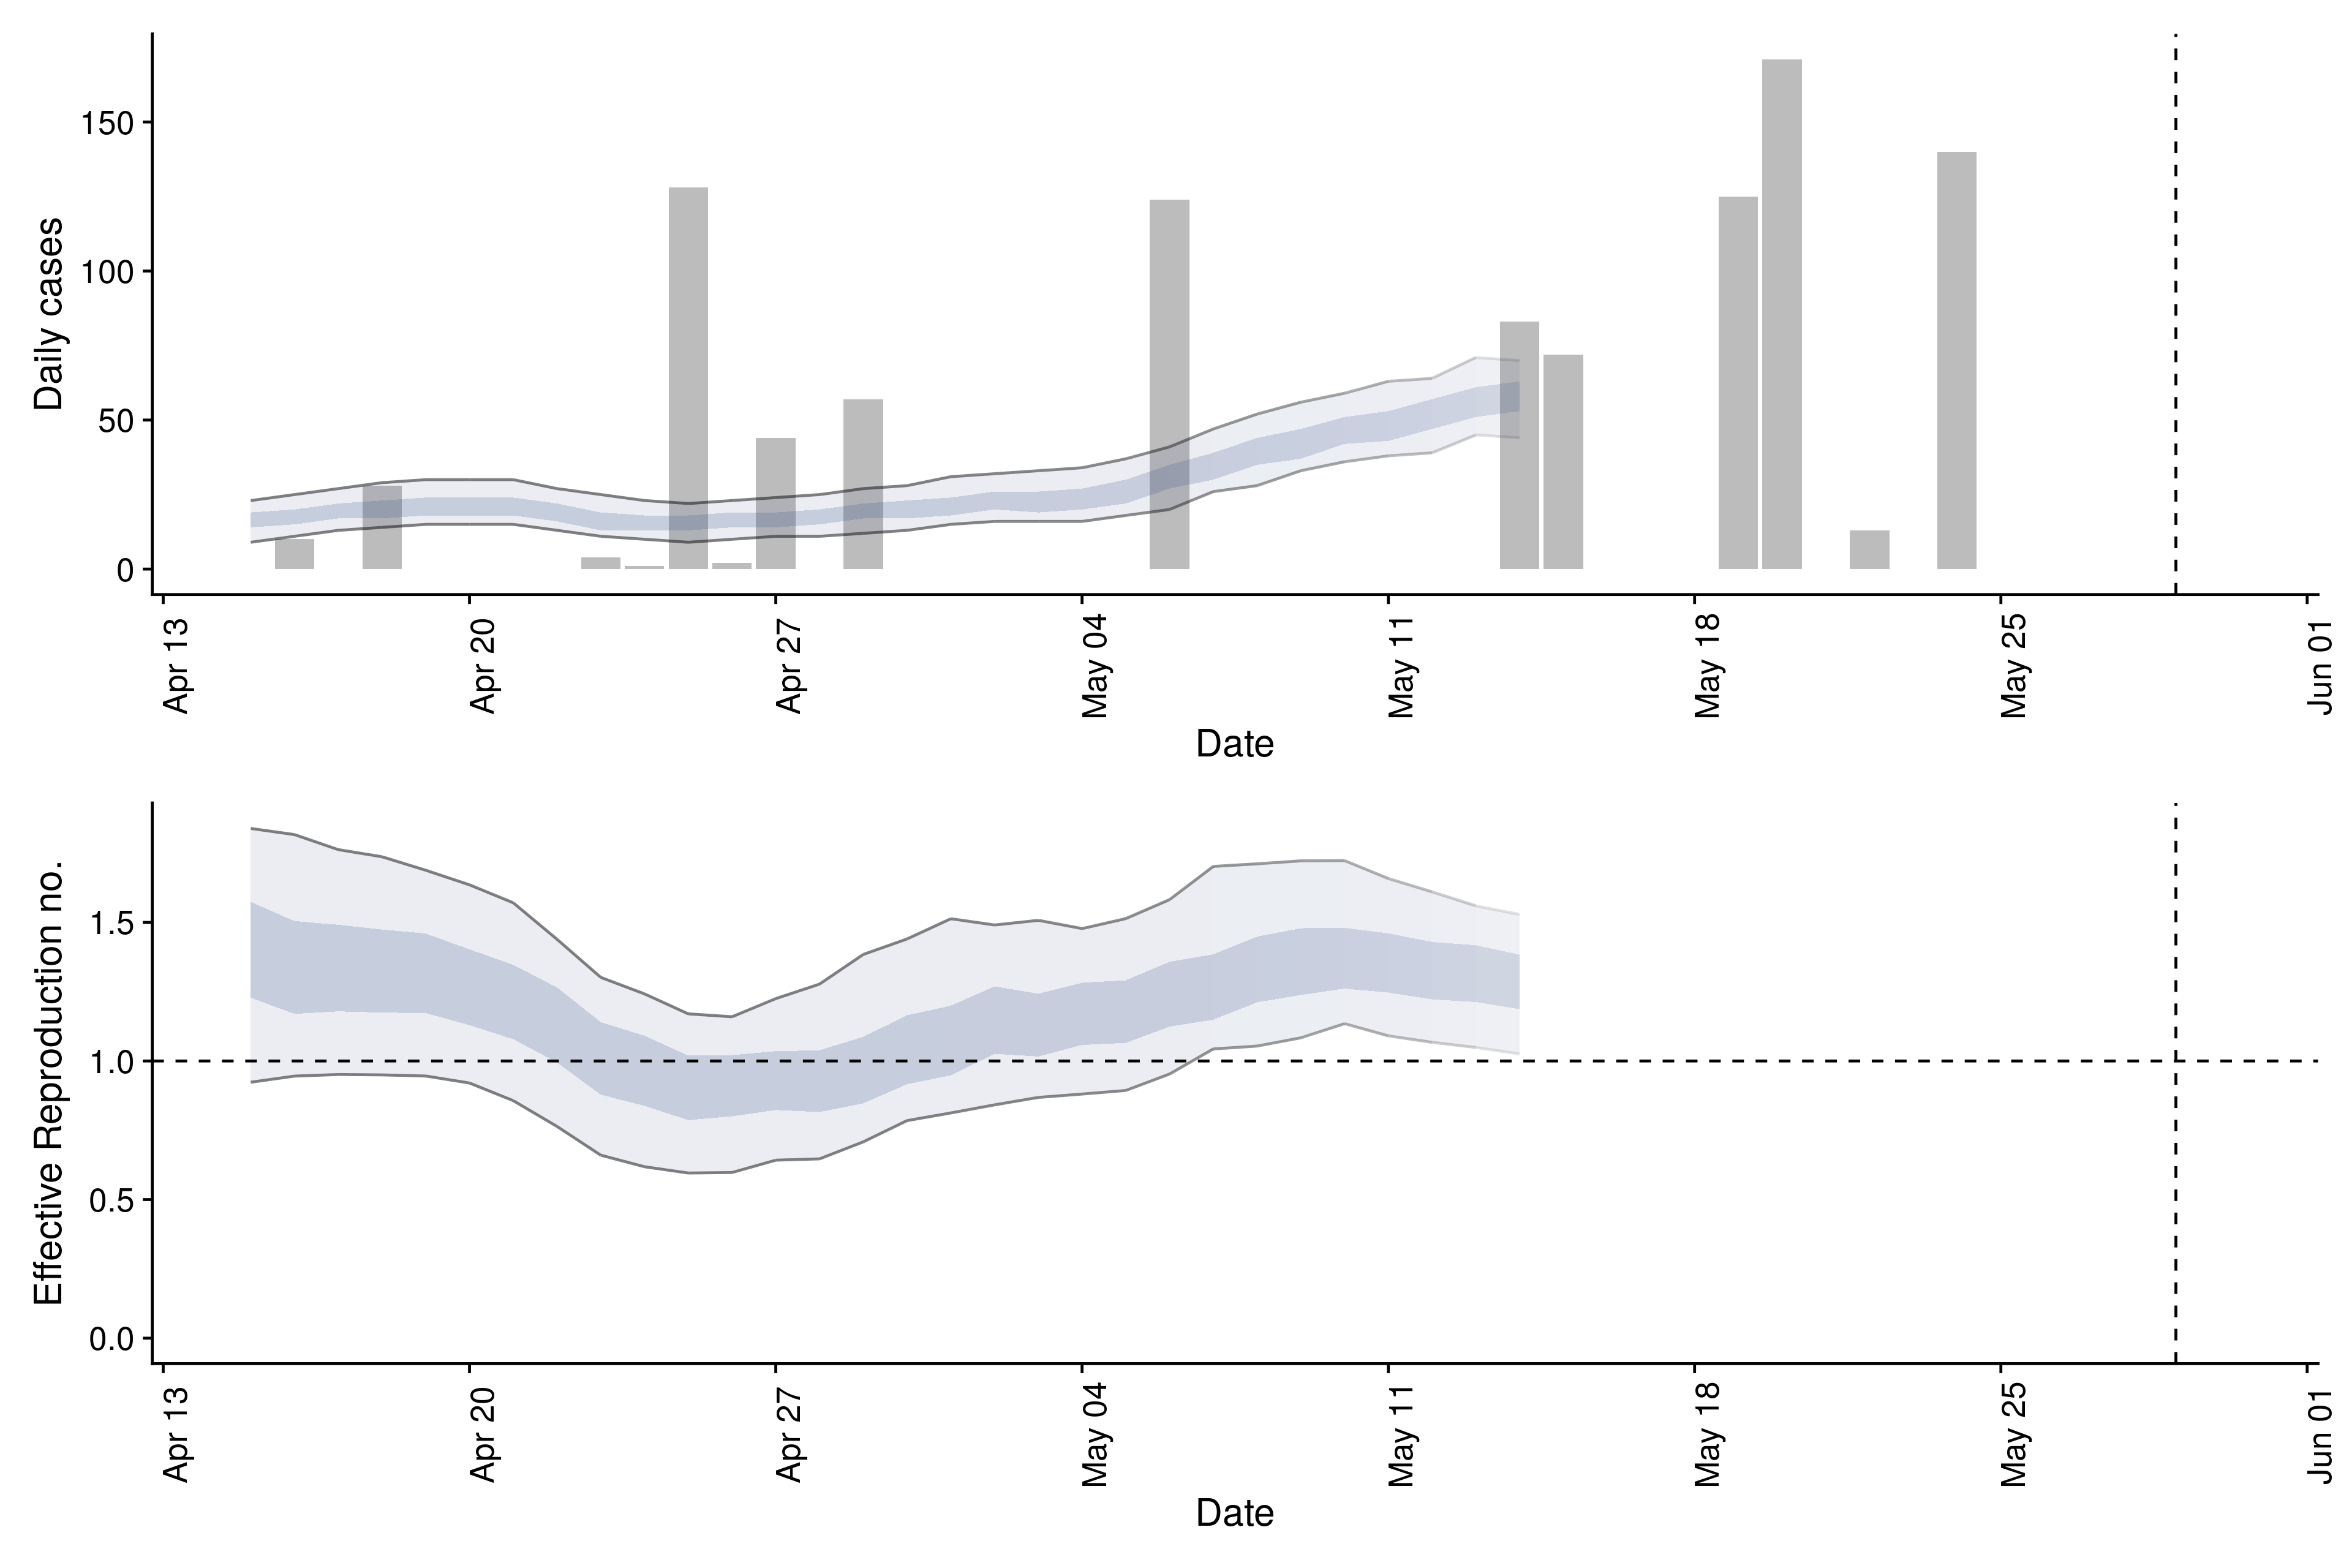 Daily cases
150
100
50
0
Apr 13
Apr 20
Apr 27
May 04
May 11
May 18
May 25
Jun 01
Date
Effective Reproduction no.
1.5
1.0
0.5
0.0
Apr 13
Apr 20
Apr 27
May 04
May 11
May 18
May 25
Jun 01
Date